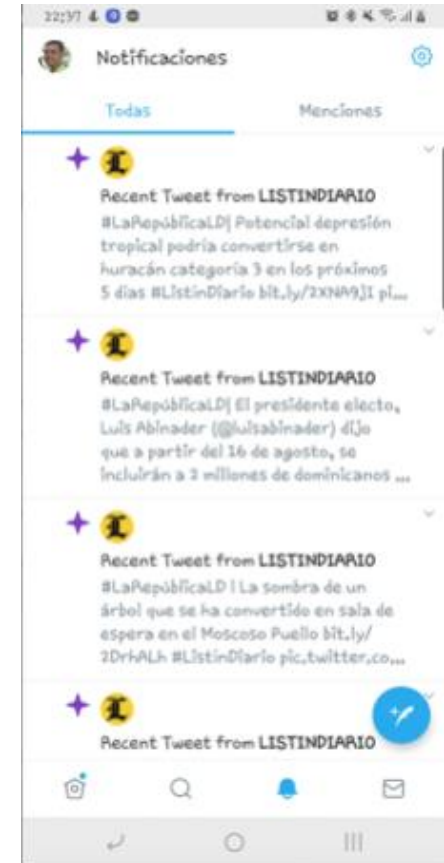 22:37
Notificaciones
Todas
Menciones
Recent Tweet from LISTINDIARIO
#LaRepúblicaLD| Potencial depresión
tropical podría convertirse en
huracán categoría 3 en los próximos
5 días #ListinDiario bit.ly/2XNA9jI pi...
Recent Tweet from LISTINDIARIO
#LaRepúblicaLD| El presidente electo,
Luis Abinader (@luisabinader) dijo
que a partir del 16 de agosto, se
incluirán a 2 millones de dominicanos ...
Recent Tweet from LISTINDIARIO
#LaRepúblicaLD | La sombra de un
árbol que se ha convertido en sala de
espera en el Moscoso Puello bit.ly/
2DrhALh #ListinDiario pic.twitter.co...
Recent Tweet from LISTINDIARIO